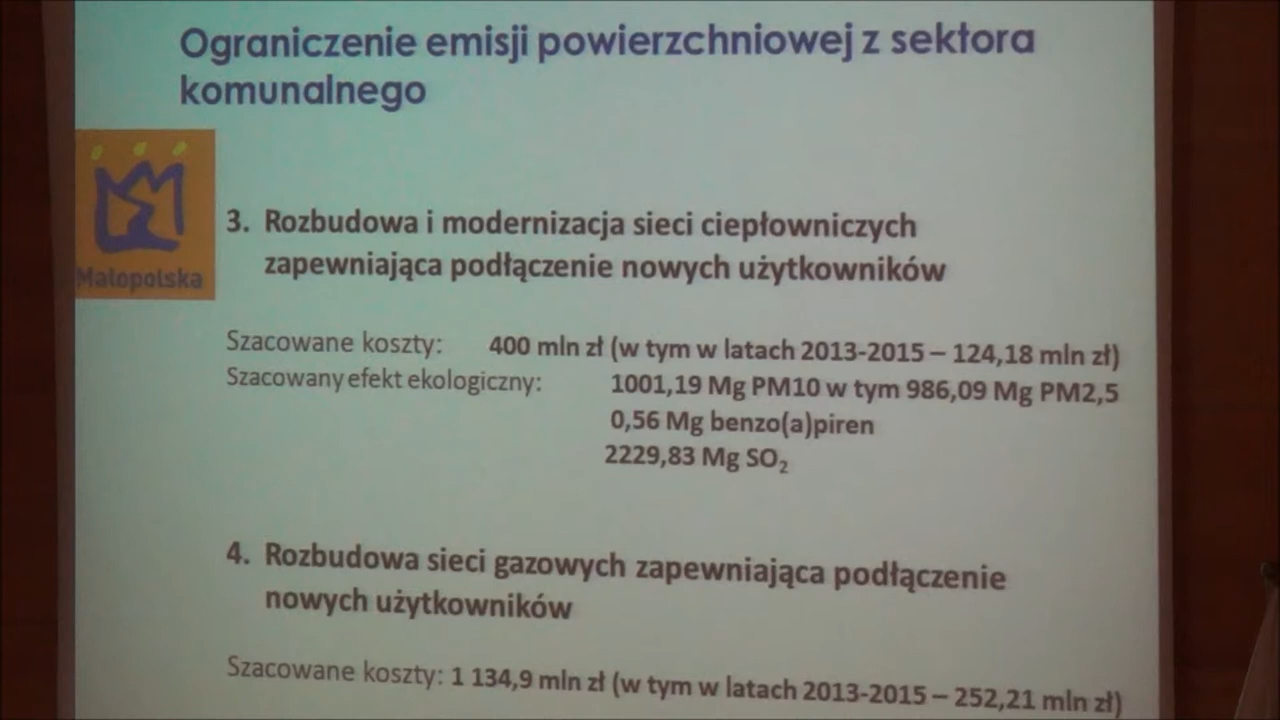 Ograniczenie emisji powierzchniowej z sektora
komunalnego
Małopolska
3. Rozbudowa i modernizacja sieci ciepłowniczych
zapewniająca podłączenie nowych użytkowników
Szacowane koszty: 400 mln zł (w tym w latach 2013-2015 – 124,18 mln zł)
Szacowany efekt ekologiczny: 1001,19 Mg PM10 w tym 986,09 Mg PM2,5
0,56 Mg benzo(a)piren
2229,83 Mg SO₂
4. Rozbudowa sieci gazowych zapewniająca podłączenie
nowych użytkowników
Szacowane koszty: 1 134,9 mln zł (w tym w latach 2013-2015 – 252,21 mln zł)